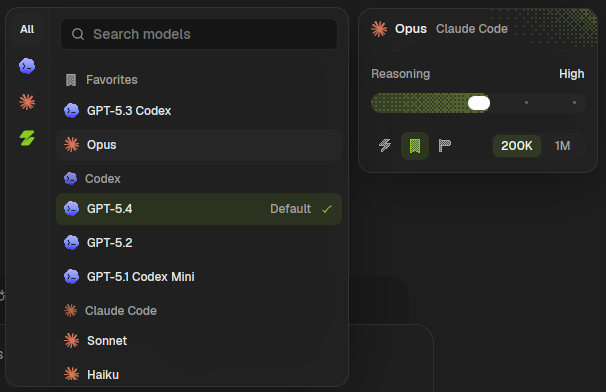 All
Search models
Favorites
GPT-5.3 Codex
Opus
Codex
GPT-5.4 Default
GPT-5.2
GPT-5.1 Codex Mini
Claude Code
Sonnet
Haiku
Opus Claude Code
Reasoning High
200K 1M